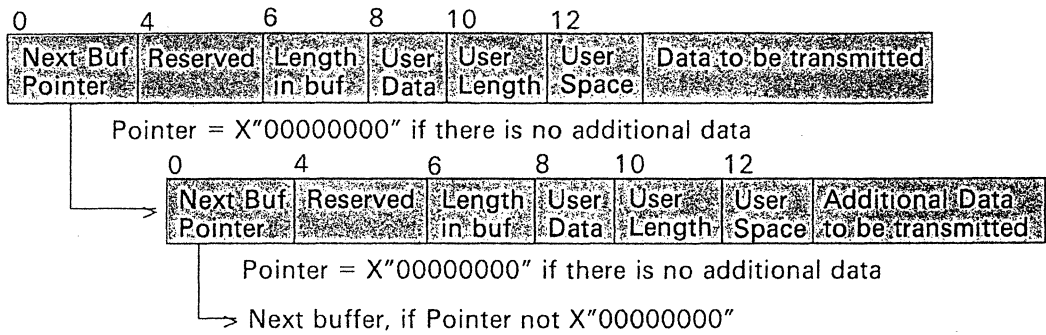 0 4 6 8 10 12
Next Buf Reserved Length User User User Data to be transmitted
Pointer in buf Data Length Space
Pointer = X"00000000" if there is no additional data
0 4 6 8 10 12
Next Buf Reserved Length User User User Additional Data
Pointer in buf Data Length Space to be transmitted
Pointer = X"00000000" if there is no additional data
Next buffer, if Pointer not X"00000000"